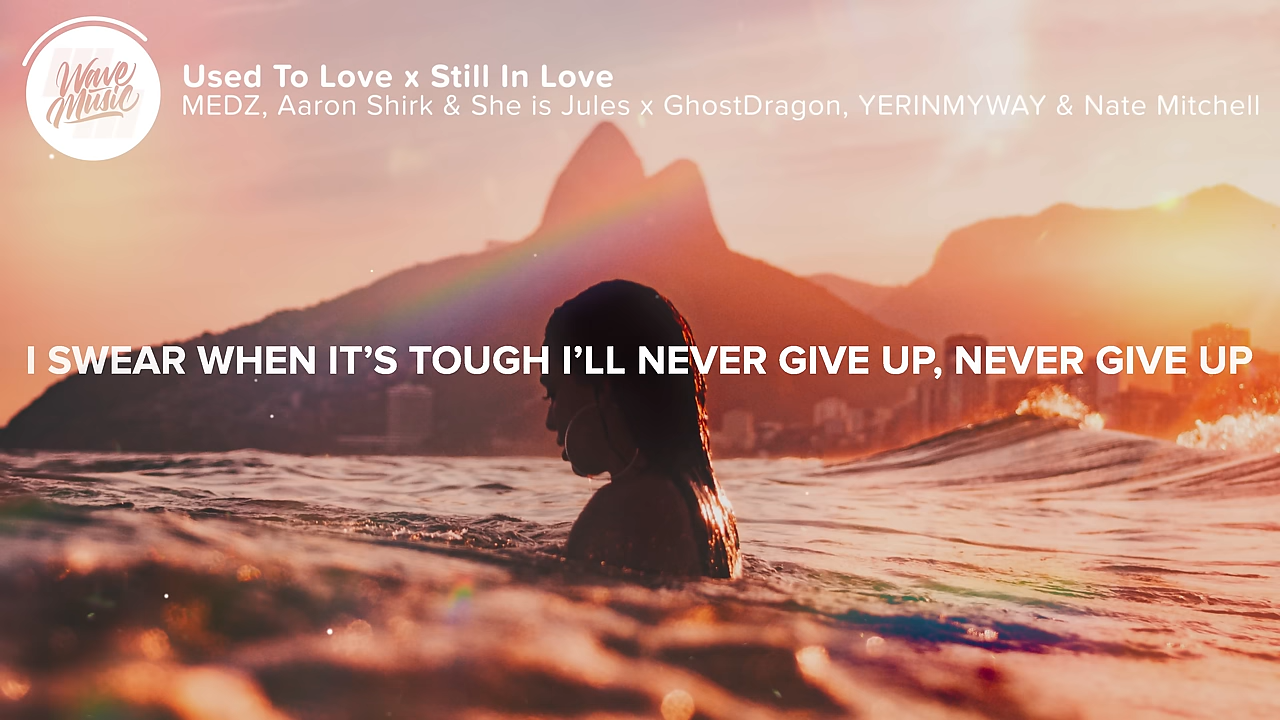 Wave
Music
Used To Love x Still In Love
MEDZ, Aaron Shirk & She is Jules x GhostDragon, YERINMYWAY & Nate Mitchell
I SWEAR WHEN IT’S TOUGH I’LL NEVER GIVE UP, NEVER GIVE UP